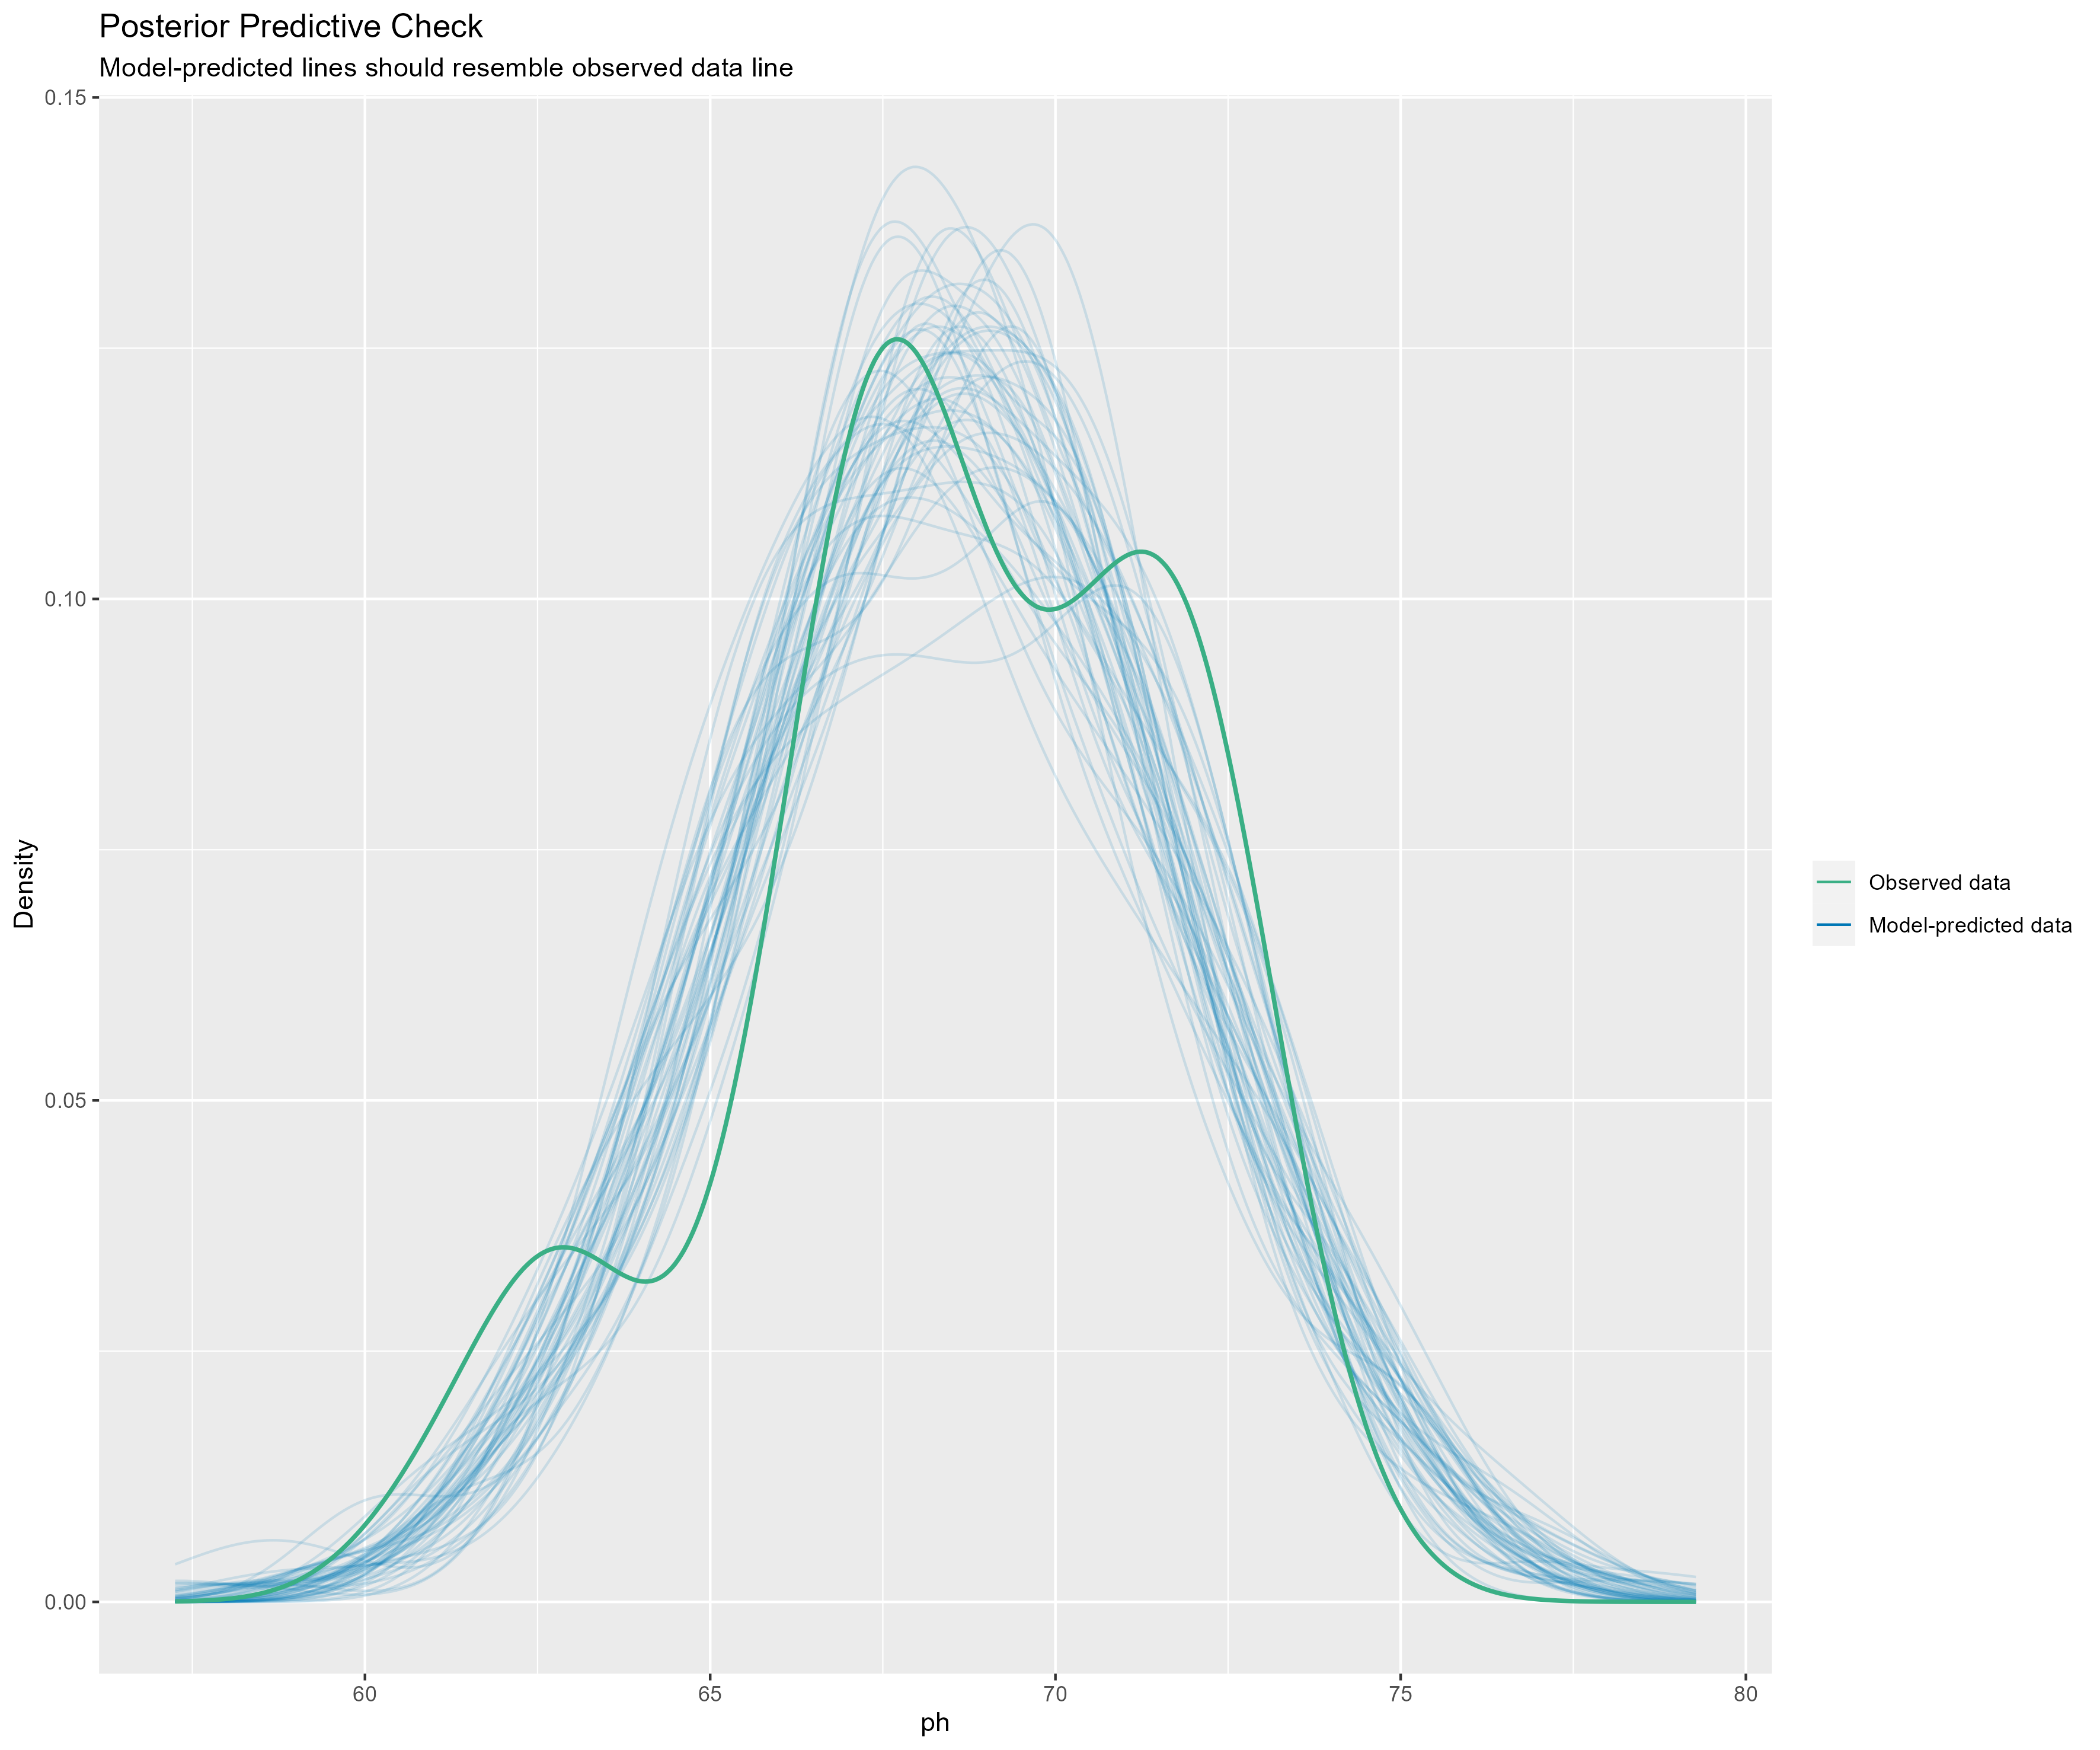 Posterior Predictive Check
Model-predicted lines should resemble observed data line
0.15
0.10
0.05
0.00
Density
60
65
70
75
80
ph
Observed data
Model-predicted data